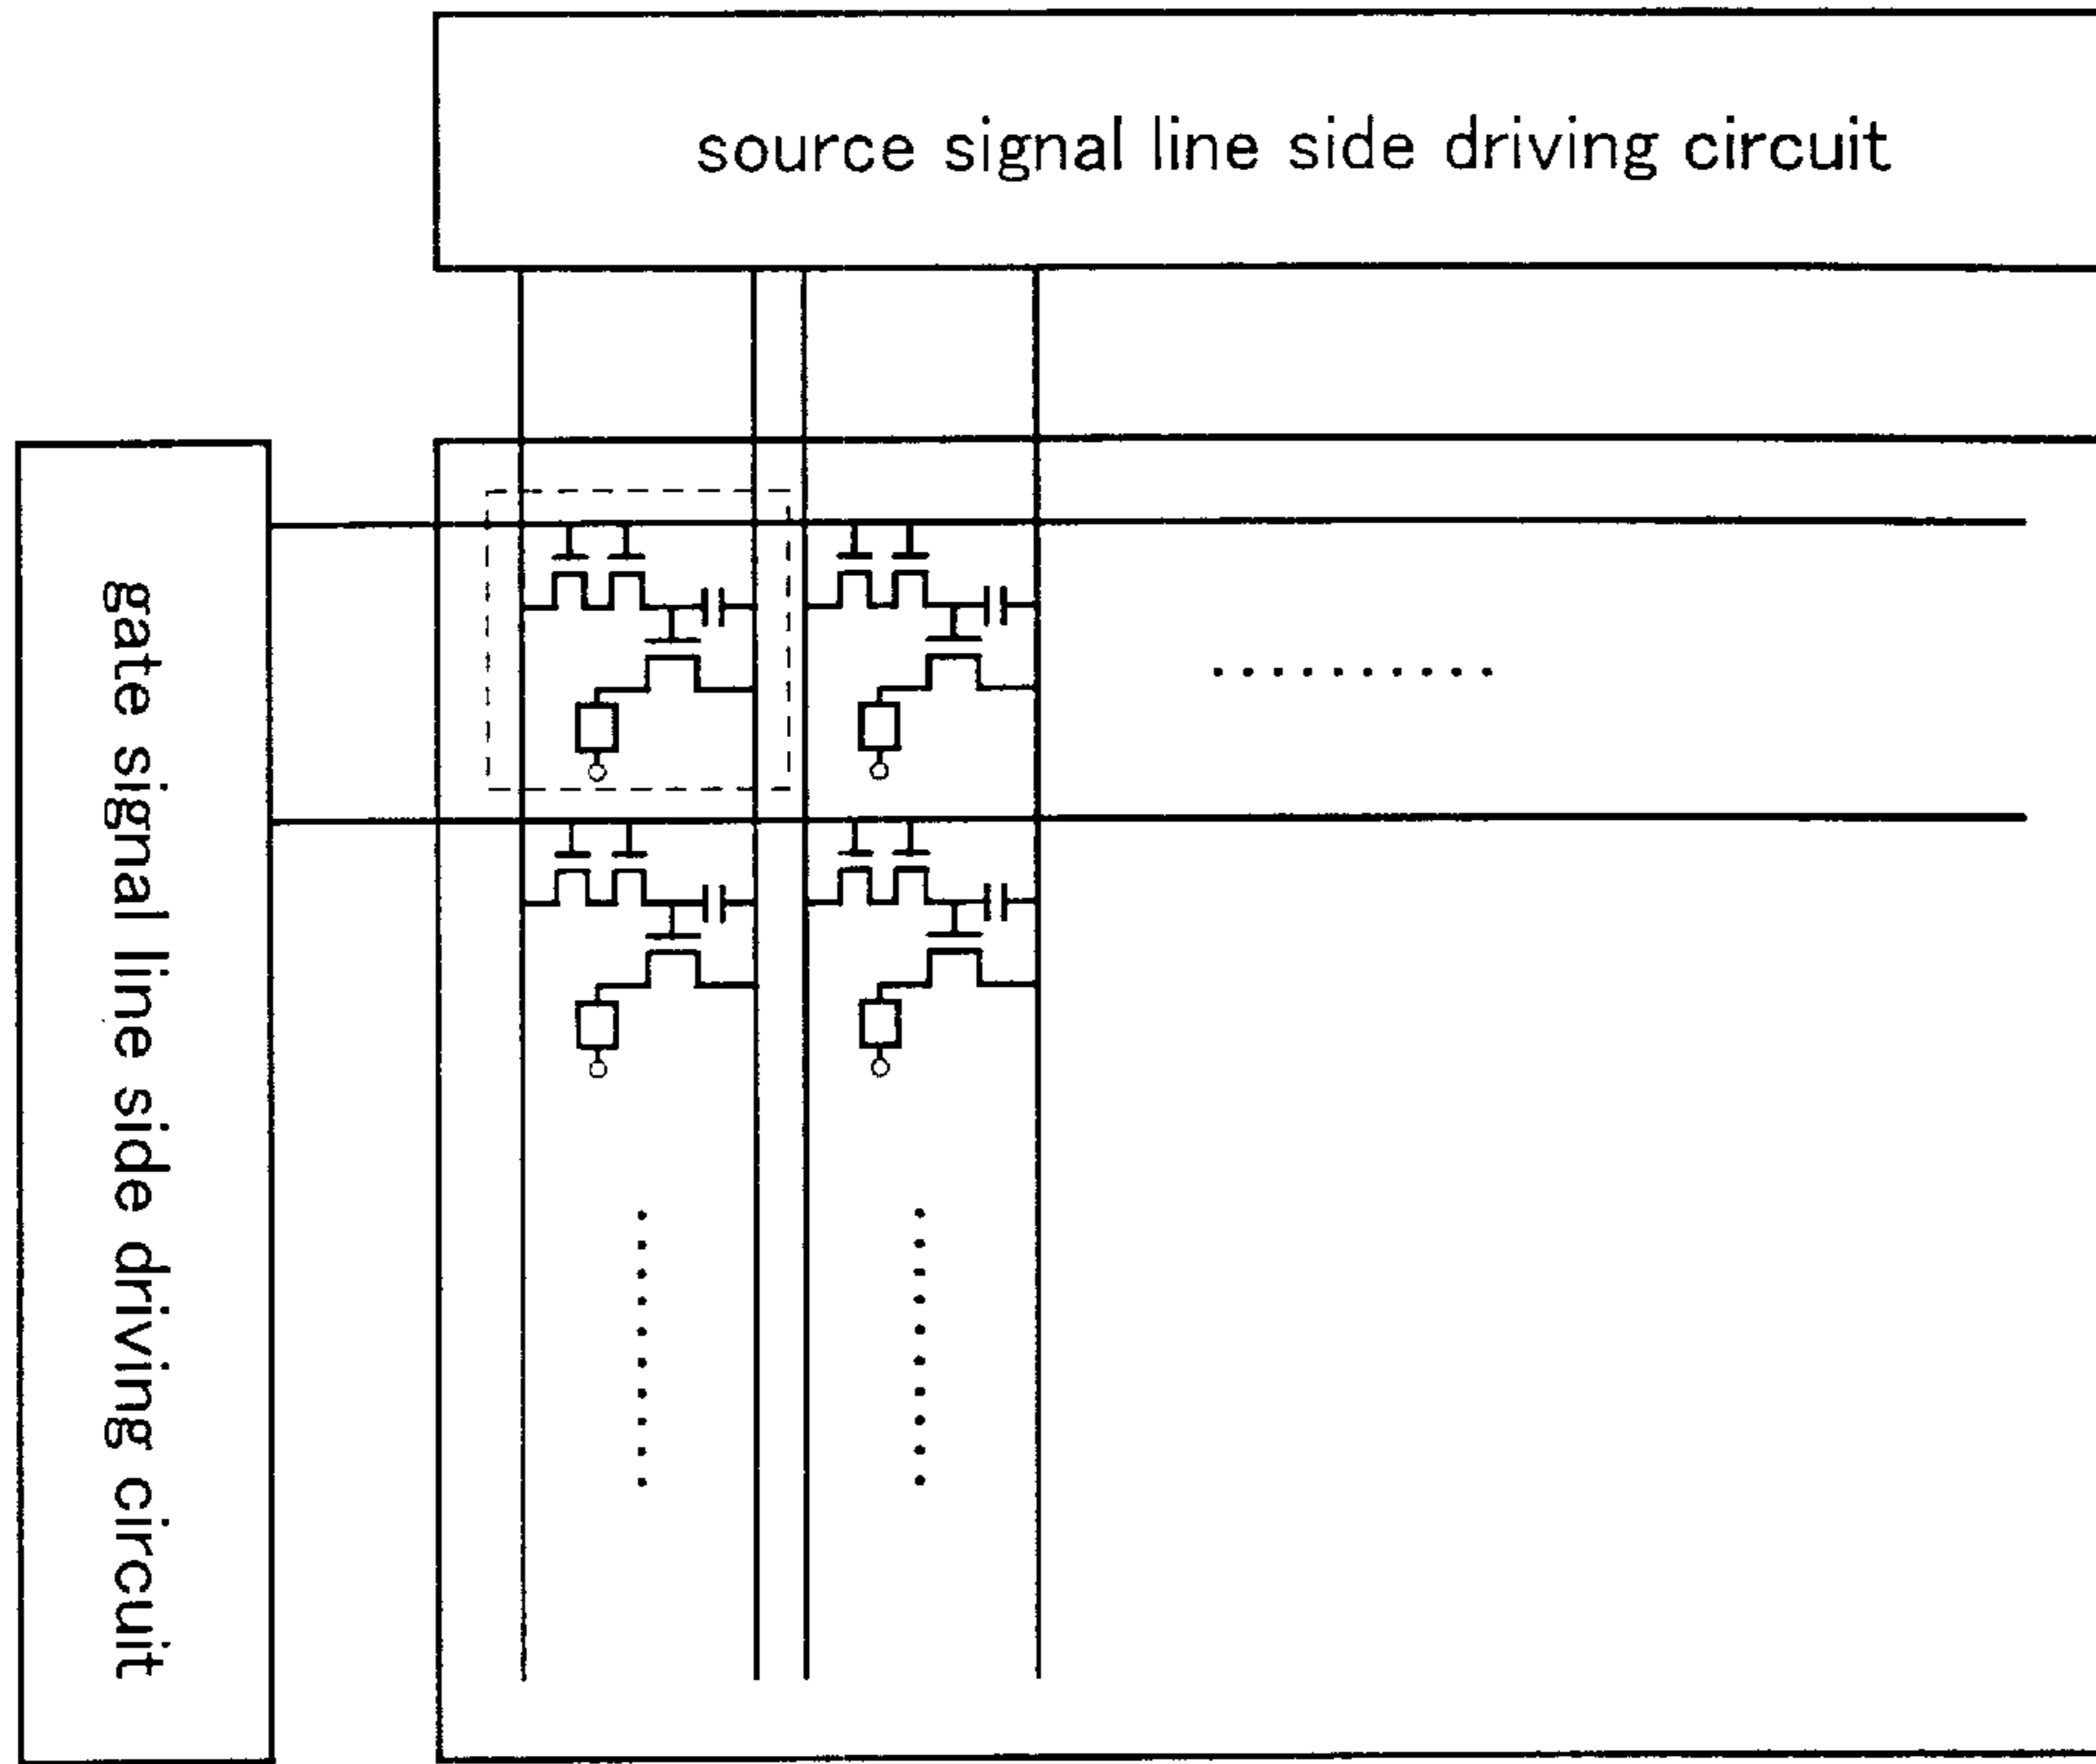 source signal line side driving circuit
gate signal line side driving circuit